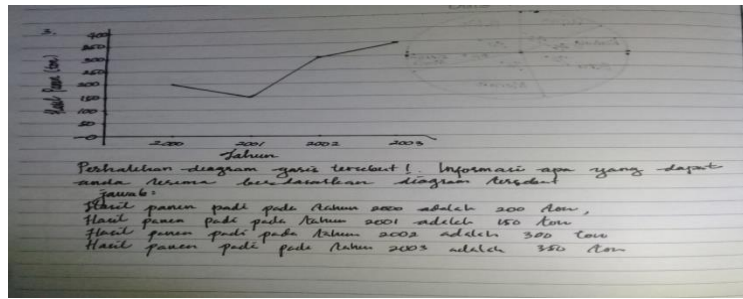 3.
Hasil Panen (ton)
400
350
300
250
200
150
100
50
0
2000 2001 2002 2003
Tahun
Perhatikan diagram garis tersebut! Informasi apa yang dapat
anda terima berdasarkan diagram tersebut
jawab:
Hasil panen padi pada tahun 2000 adalah 200 ton,
Hasil panen padi pada tahun 2001 adalah 150 ton
Hasil panen padi pada tahun 2002 adalah 300 ton
Hasil panen padi pada tahun 2003 adalah 350 ton